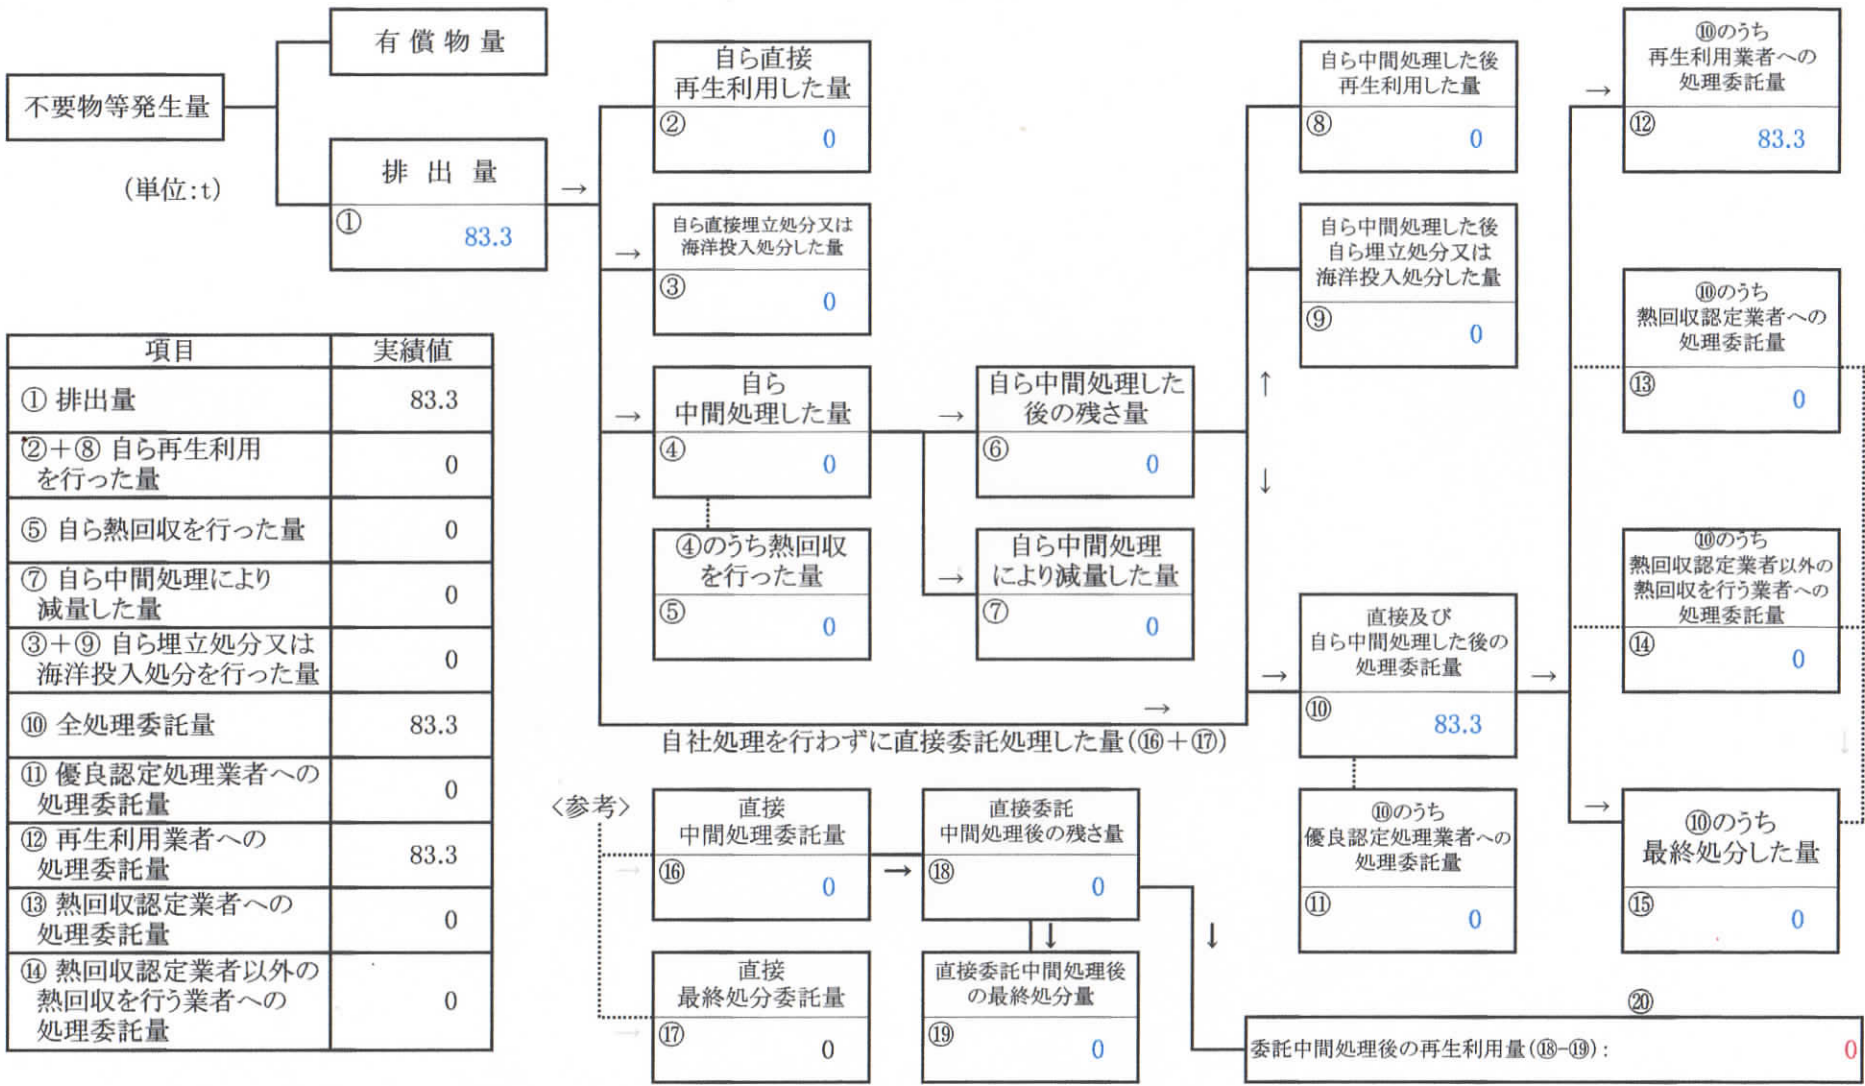 有償物量
不要物等発生量
(単位:t)
排出量
①
83.3
→
自ら直接
再生利用した量
②
0
→
自ら直接埋立処分又は
海洋投入処分した量
③
0
→
自ら
中間処理した量
④
0
④のうち熱回収
を行った量
⑤
0
→
自ら中間処理した
後の残さ量
⑥
0
→
自ら中間処理
により減量した量
⑦
0
自ら中間処理した後
再生利用した量
⑧
0
自ら中間処理した後
自ら埋立処分又は
海洋投入処分した量
⑨
0
↑
↓
→
自社処理を行わずに直接委託処理した量(⑯+⑰)
→
直接及び
自ら中間処理した後の
処理委託量
⑩
83.3
⑩のうち
優良認定処理業者への
処理委託量
⑪
0
→
→
⑩のうち
再生利用業者への
処理委託量
⑫
83.3
⑩のうち
熱回収認定業者への
処理委託量
⑬
0
⑩のうち
熱回収認定業者以外の
熱回収を行う業者への
処理委託量
⑭
0
↓
→
⑩のうち
最終処分した量
⑮
0
項目 実績値
① 排出量 83.3
②+⑧ 自ら再生利用
を行った量 0
⑤ 自ら熱回収を行った量 0
⑦ 自ら中間処理により
減量した量 0
③+⑨ 自ら埋立処分又は
海洋投入処分を行った量 0
⑩ 全処理委託量 83.3
⑪ 優良認定処理業者への
処理委託量 0
⑫ 再生利用業者への
処理委託量 83.3
⑬ 熱回収認定業者への
処理委託量 0
⑭ 熱回収認定業者以外の
熱回収を行う業者への
処理委託量 0
〈参考〉
→
直接
中間処理委託量
⑯
0
→
直接
最終処分委託量
⑰
0
→
直接委託
中間処理後の残さ量
⑱
0
↓
直接委託中間処理後
の最終処分量
⑲
0
↓
⑳
委託中間処理後の再生利用量(⑱-⑲): 0